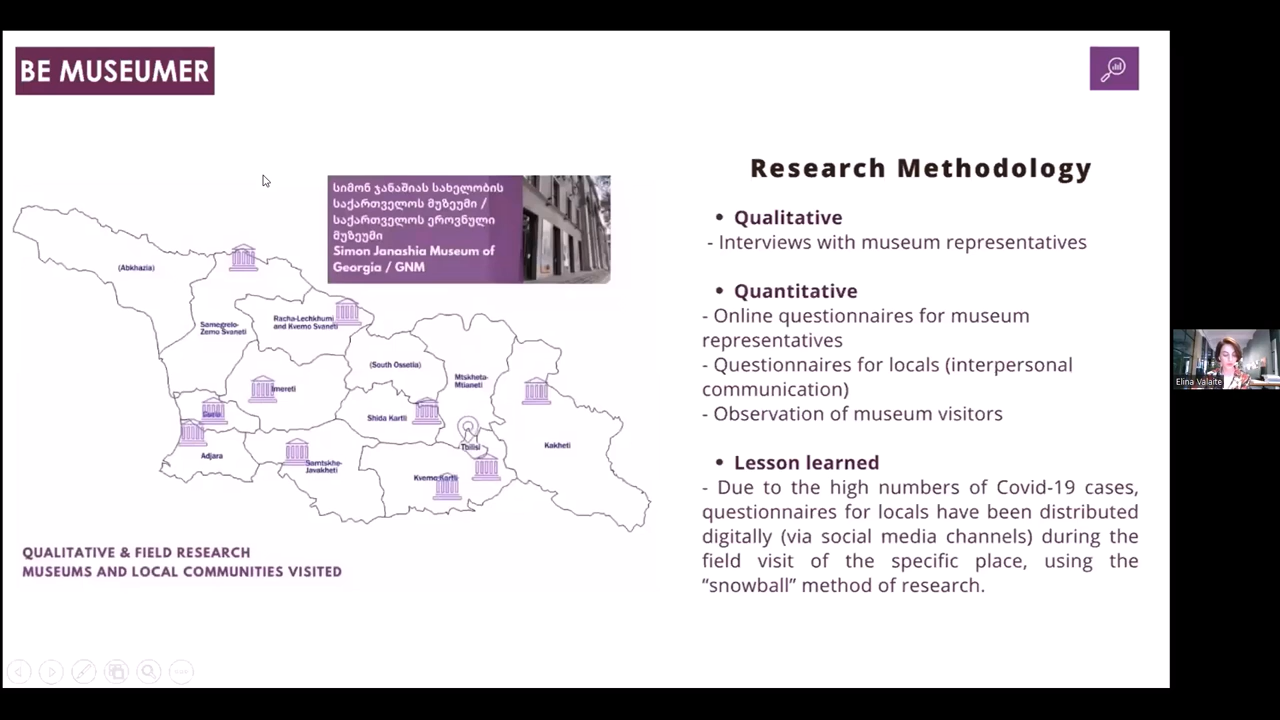 BE MUSEUMER
სიმონ ჯანაშიას სახელობის
საქართველოს მუზეუმი /
საქართველოს ეროვნული
მუზეუმი
Simon Janashia Museum of
Georgia / GNM
(Abkhazia)
Samegrelo-
Zemo Svaneti
Racha-Lechkhumi
and Kvemo Svaneti
(South Ossetia)
Mtskheta-
Mtianeti
Imereti
Guria
Shida Kartli
Tbilisi
Kakheti
Adjara
Samtskhe-
Javakheti
Kvemo Kartli
QUALITATIVE & FIELD RESEARCH
MUSEUMS AND LOCAL COMMUNITIES VISITED
Research Methodology
• Qualitative
- Interviews with museum representatives
• Quantitative
- Online questionnaires for museum
representatives
- Questionnaires for locals (interpersonal
communication)
- Observation of museum visitors
• Lesson learned
- Due to the high numbers of Covid-19 cases,
questionnaires for locals have been distributed
digitally (via social media channels) during the
field visit of the specific place, using the
“snowball” method of research.
Elina Valaite